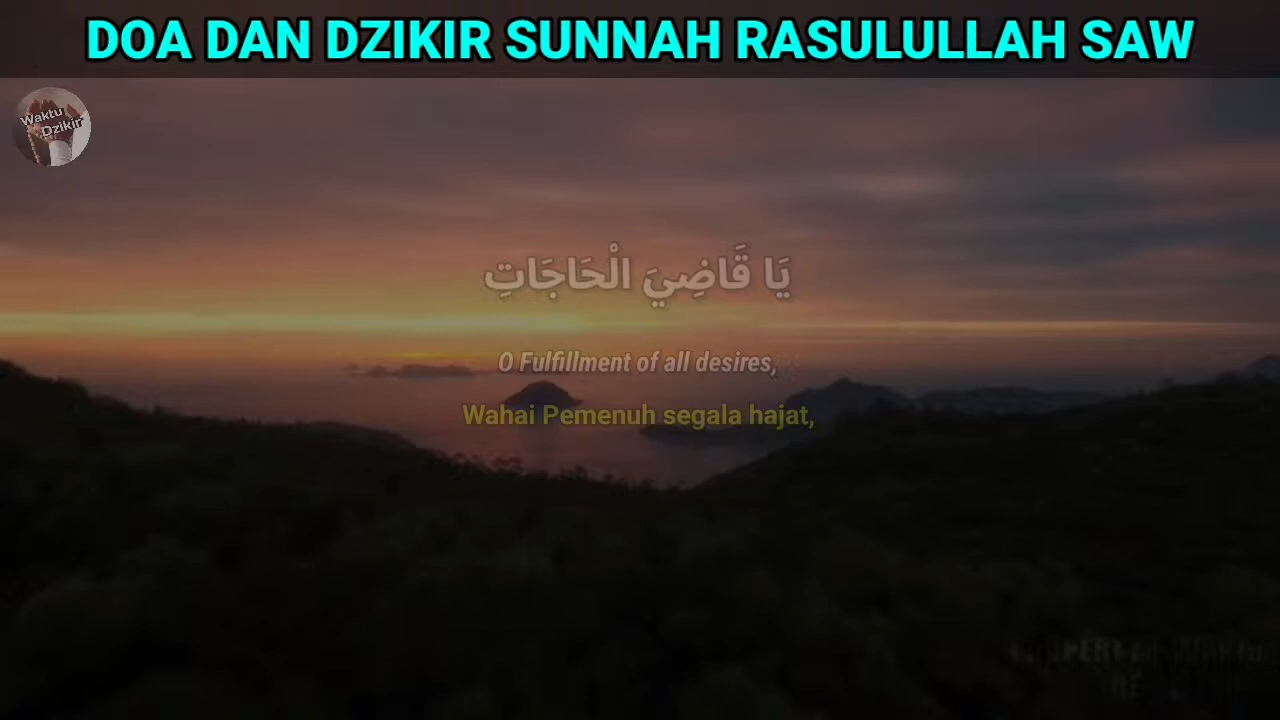 DOA DAN DZIKIR SUNNAH RASULULLAH SAW
Waktu
Dzikir
يَا قَاضِيَ الْحَاجَاتِ
O Fulfillment of all desires,
Wahai Pemenuh segala hajat,